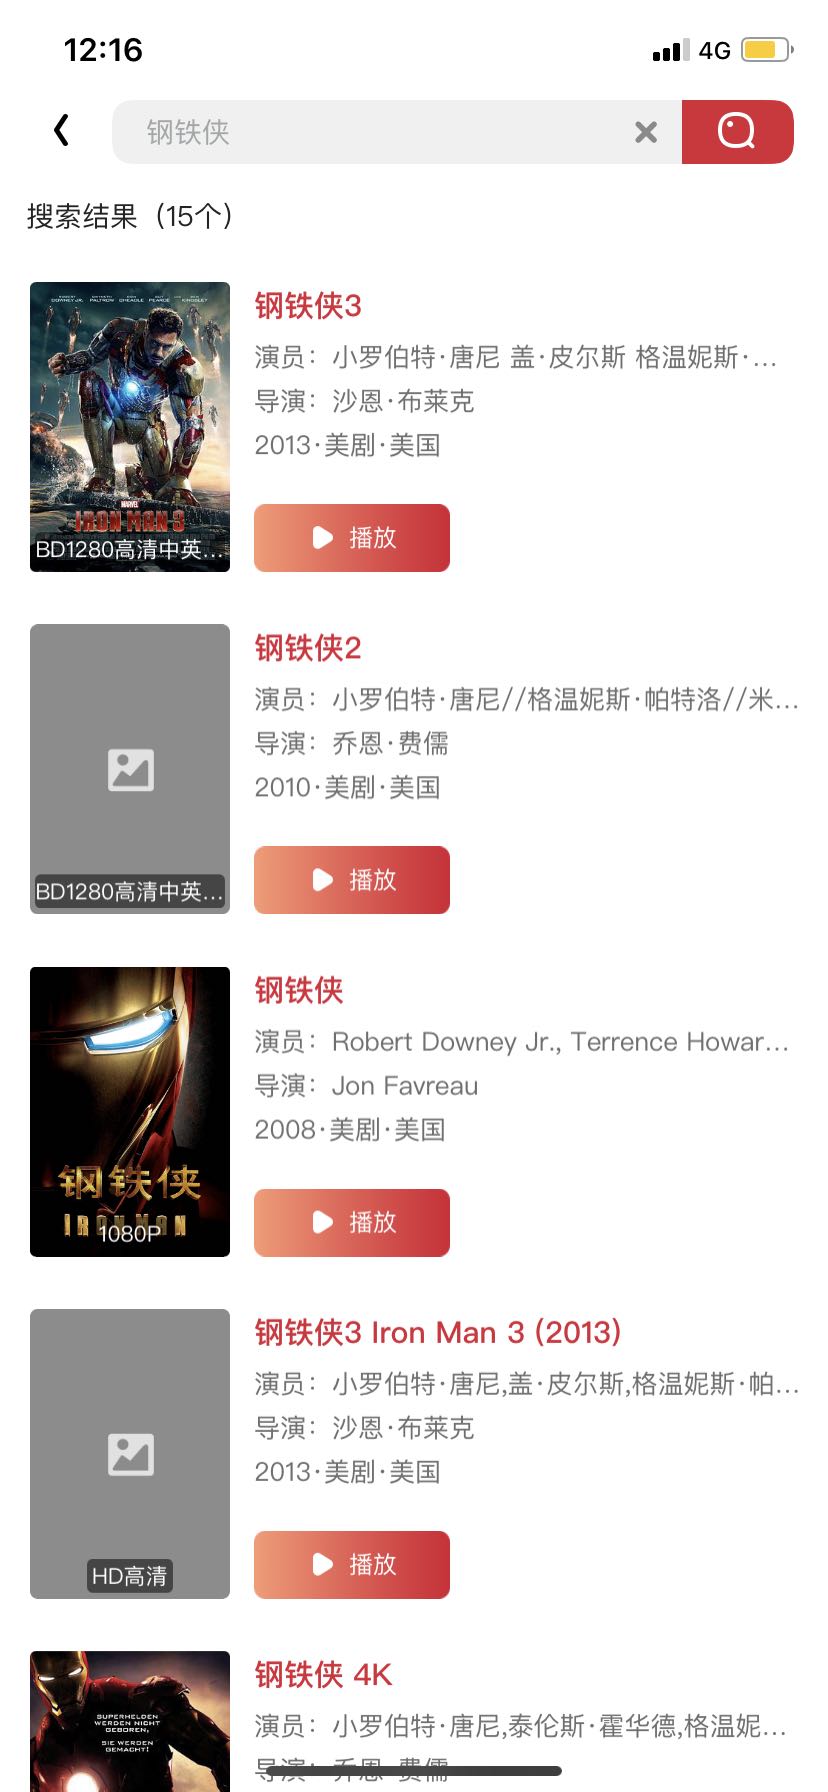 12:16
4G
钢铁侠
搜索结果（15个）
钢铁侠3
演员：小罗伯特·唐尼 盖·皮尔斯 格温妮斯·...
导演：沙恩·布莱克
2013·美剧·美国
MARVEL
IRON MAN 3
BD1280高清中英...
播放
钢铁侠2
演员：小罗伯特·唐尼//格温妮斯·帕特洛//米...
导演：乔恩·费儒
2010·美剧·美国
BD1280高清中英...
播放
钢铁侠
演员：Robert Downey Jr., Terrence Howar...
导演：Jon Favreau
2008·美剧·美国
钢铁侠
IRON MAN
1080P
播放
钢铁侠3 Iron Man 3 (2013)
演员：小罗伯特·唐尼,盖·皮尔斯,格温妮斯·帕...
导演：沙恩·布莱克
2013·美剧·美国
HD高清
播放
钢铁侠 4K
演员：小罗伯特·唐尼,泰伦斯·霍华德,格温妮...
导演：乔恩·费儒
SUPERHELDEN
WERDEN NICHT
GEBOREN,
SIE WERDEN
GEMACHT!